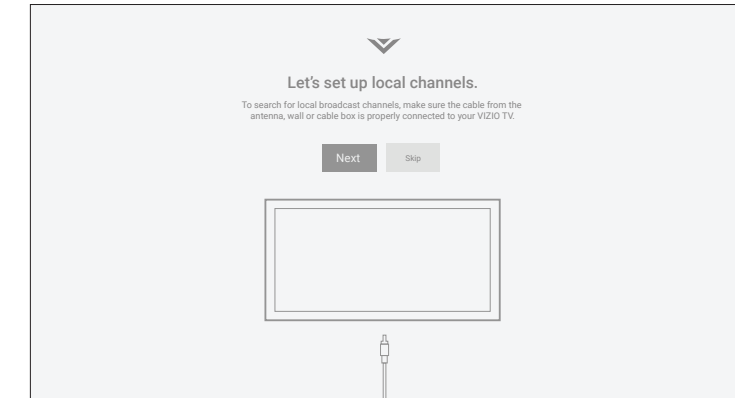 Let's set up local channels.
To search for local broadcast channels, make sure the cable from the
antenna, wall or cable box is properly connected to your VIZIO TV.
Next
Skip